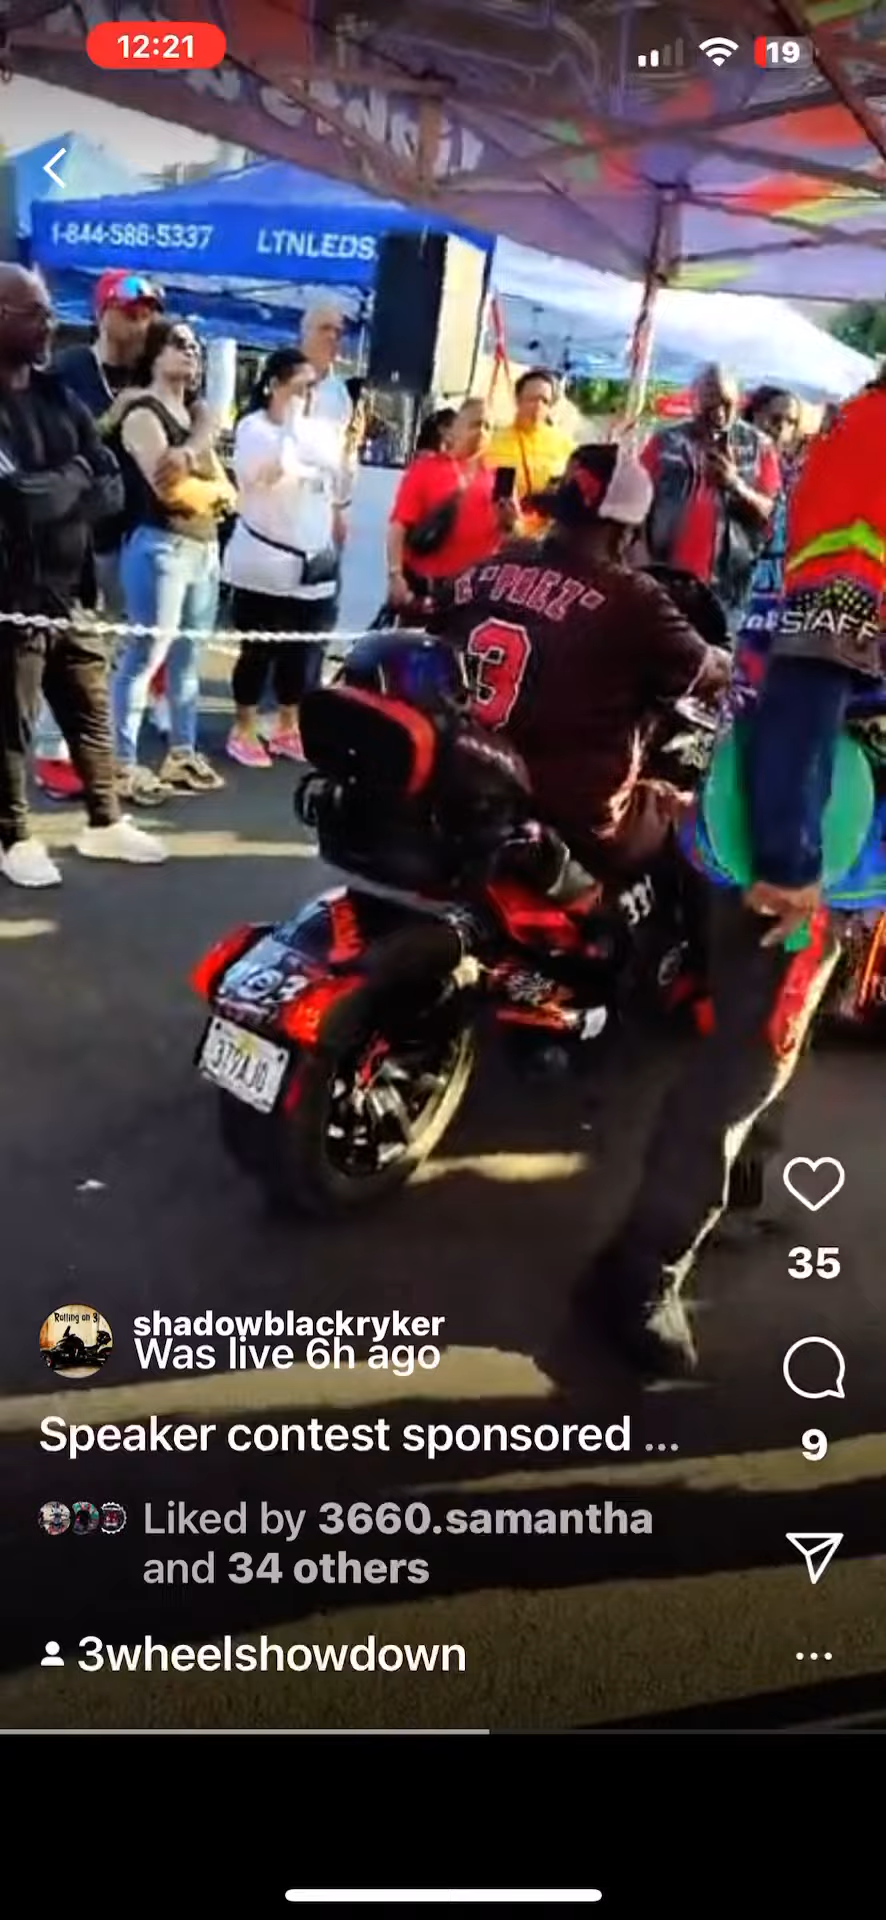 12:21
19
1-844-588-5337 LTNLEDS
3
STAFF
35
shadowblackryker
Was live 6h ago
Speaker contest sponsored ...
9
Liked by 3660.samantha
and 34 others
3wheelshowdown